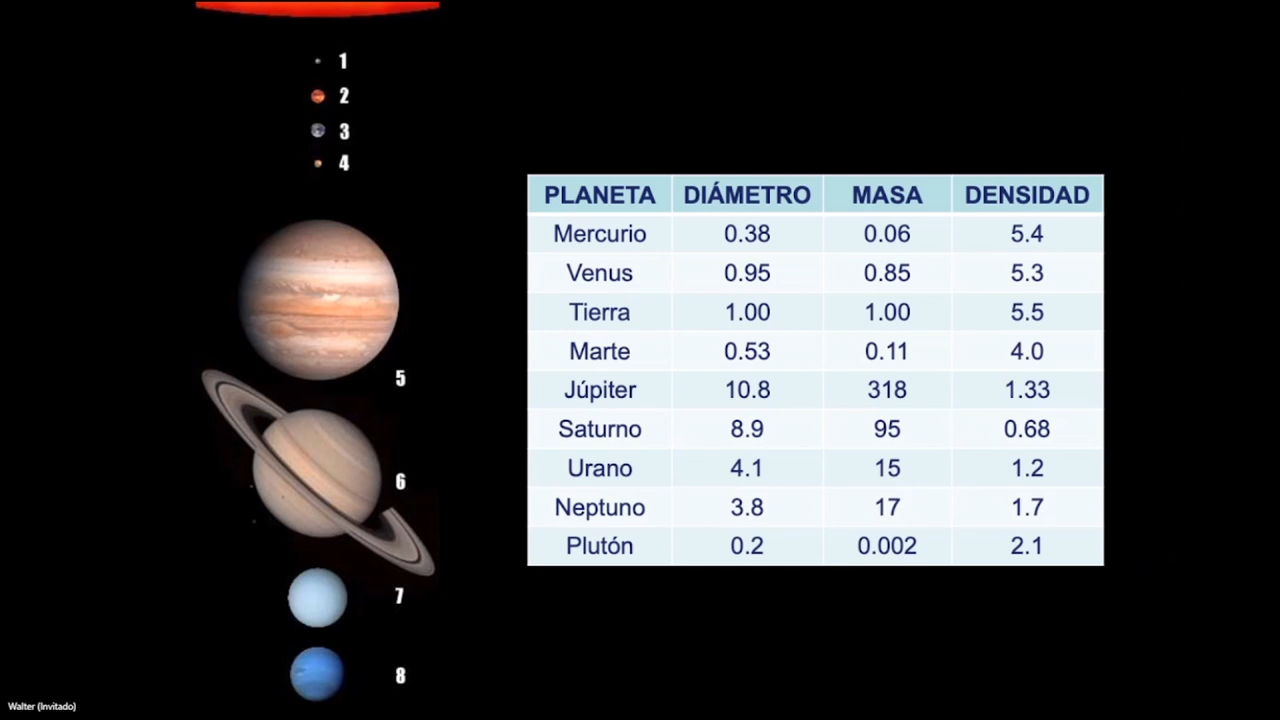 1
2
3
4
5
6
7
8
PLANETA DIÁMETRO MASA DENSIDAD
Mercurio 0.38 0.06 5.4
Venus 0.95 0.85 5.3
Tierra 1.00 1.00 5.5
Marte 0.53 0.11 4.0
Júpiter 10.8 318 1.33
Saturno 8.9 95 0.68
Urano 4.1 15 1.2
Neptuno 3.8 17 1.7
Plutón 0.2 0.002 2.1
Walter (Invitado)